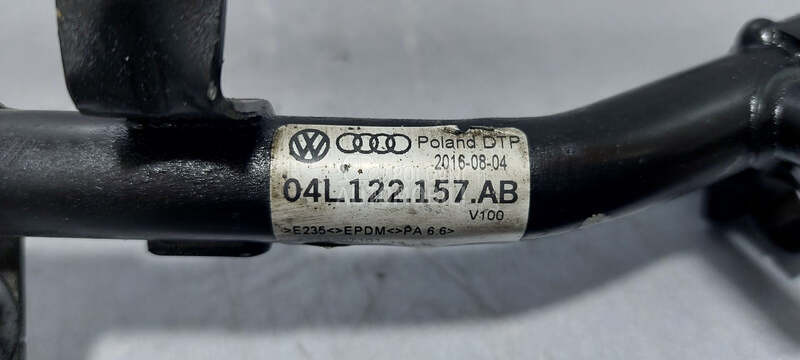 Poland DTP
2016-08-04
04L.122.157.AB
V100
>E235<>EPDM<>PA 6.6>